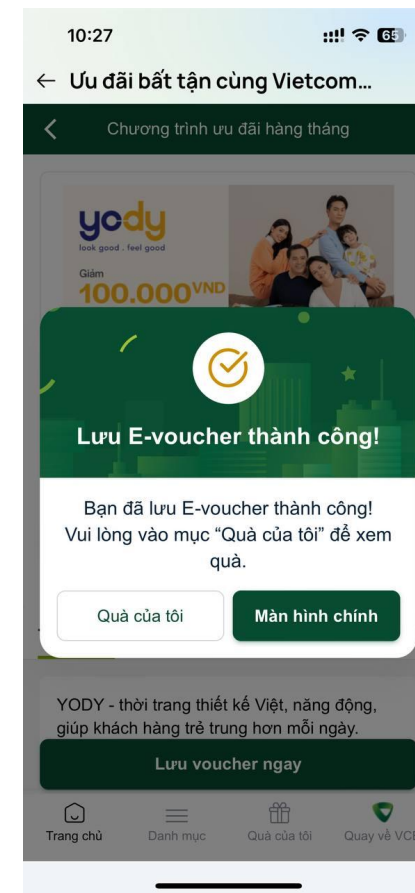 10:27
65
Ưu đãi bất tận cùng Vietcom...
Chương trình ưu đãi hàng tháng
yody
look good . feel good
Giảm
100.000VND
Lưu E-voucher thành công!
Bạn đã lưu E-voucher thành công!
Vui lòng vào mục “Quà của tôi” để xem
quà.
Quà của tôi Màn hình chính
YODY - thời trang thiết kế Việt, năng động,
giúp khách hàng trẻ trung hơn mỗi ngày.
Lưu voucher ngay
Trang chủ Danh mục Quà của tôi Quay về VCB